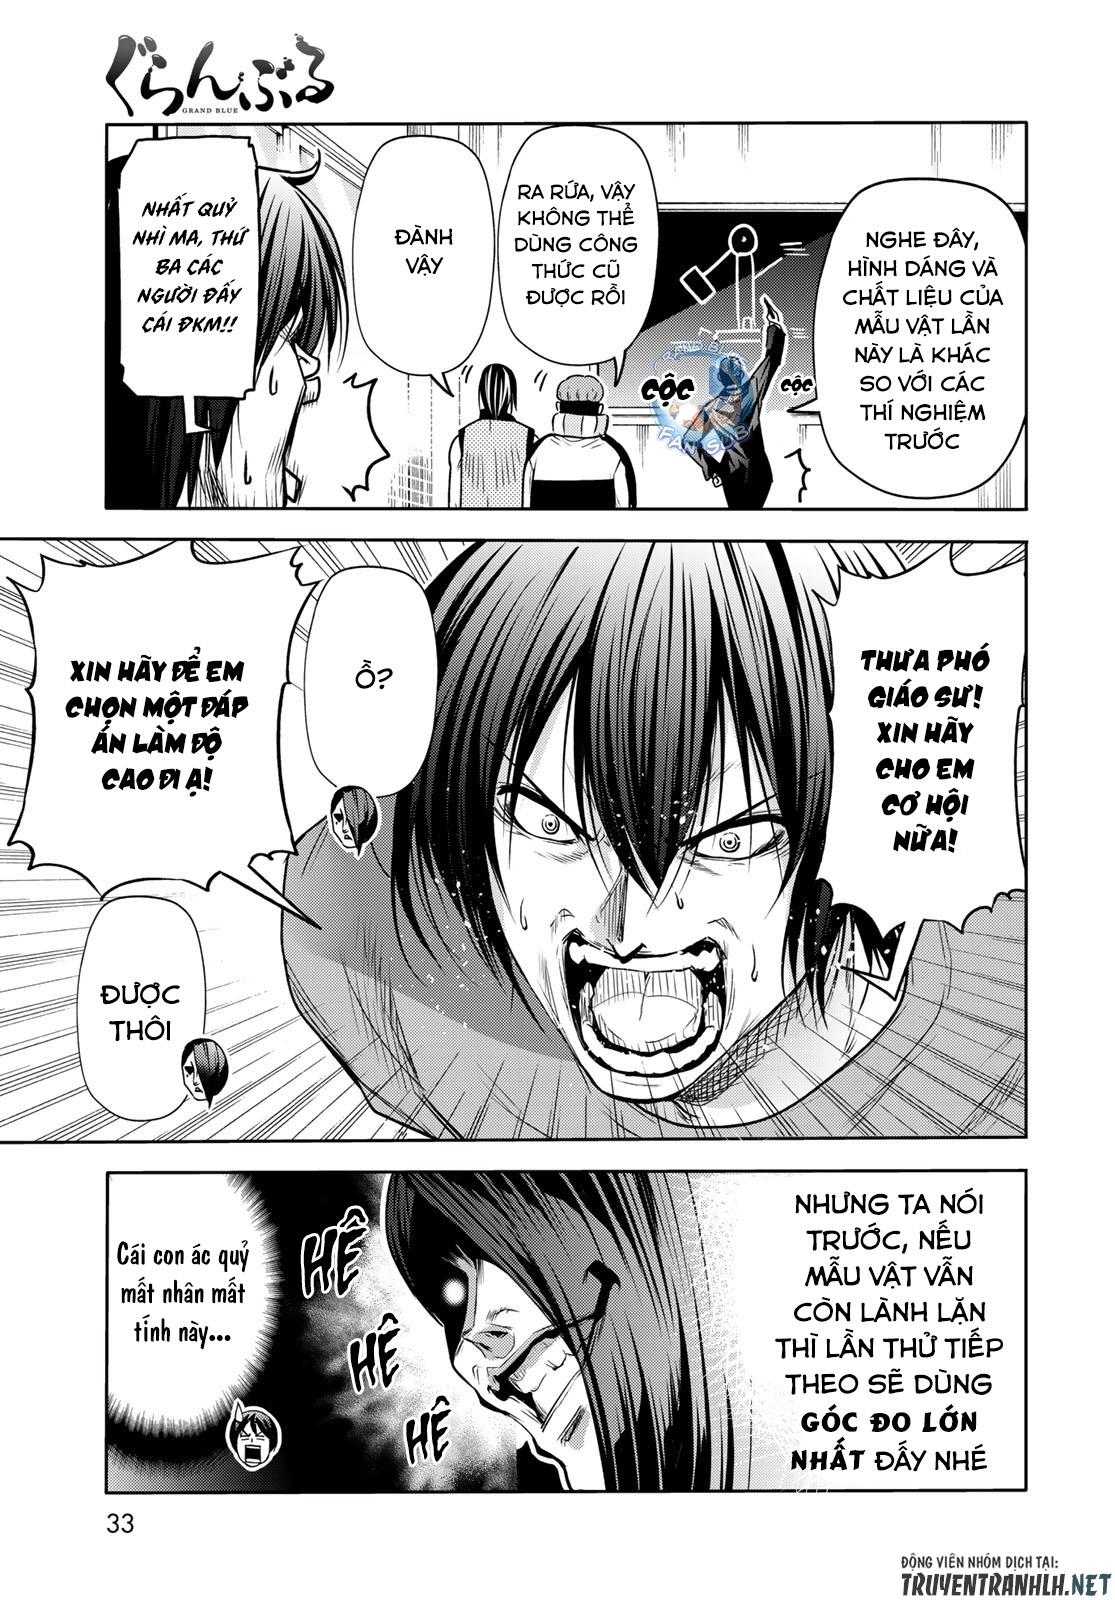 ぐらんぶる
GRAND BLUE
NGHE ĐÂY,
HÌNH DÁNG VÀ
CHẤT LIỆU CỦA
MẪU VẬT LẦN
NÀY LÀ KHÁC
SO VỚI CÁC
THÍ NGHIỆM
TRƯỚC
CỘC
CỘC
RA RỨA, VẬY
KHÔNG THỂ
DÙNG CÔNG
THỨC CŨ
ĐƯỢC RỒI
ĐÀNH
VẬY
NHẤT QUỶ
NHÌ MA, THỨ
BA CÁC
NGƯỜI ĐẤY
CÁI ĐKM!!
FAN SUB
THƯA PHÓ
GIÁO SƯ!
XIN HÃY
CHO EM
CƠ HỘI
NỮA!
Ồ?
XIN HÃY ĐỂ EM
CHỌN MỘT ĐÁP
ÁN LÀM ĐỘ
CAO ĐI Ạ!
ĐƯỢC
THÔI
NHƯNG TA NÓI
TRƯỚC, NẾU
MẪU VẬT VẪN
CÒN LÀNH LẶN
THÌ LẦN THỬ TIẾP
THEO SẼ DÙNG
GÓC ĐO LỚN
NHẤT ĐẤY NHÉ
HÊ
HÊ
HÊ
Cái con ác quỷ
mất nhân mất
tính này...
33
ĐỘNG VIÊN NHÓM DỊCH TẠI:
TRUYENTRANHLH.NET